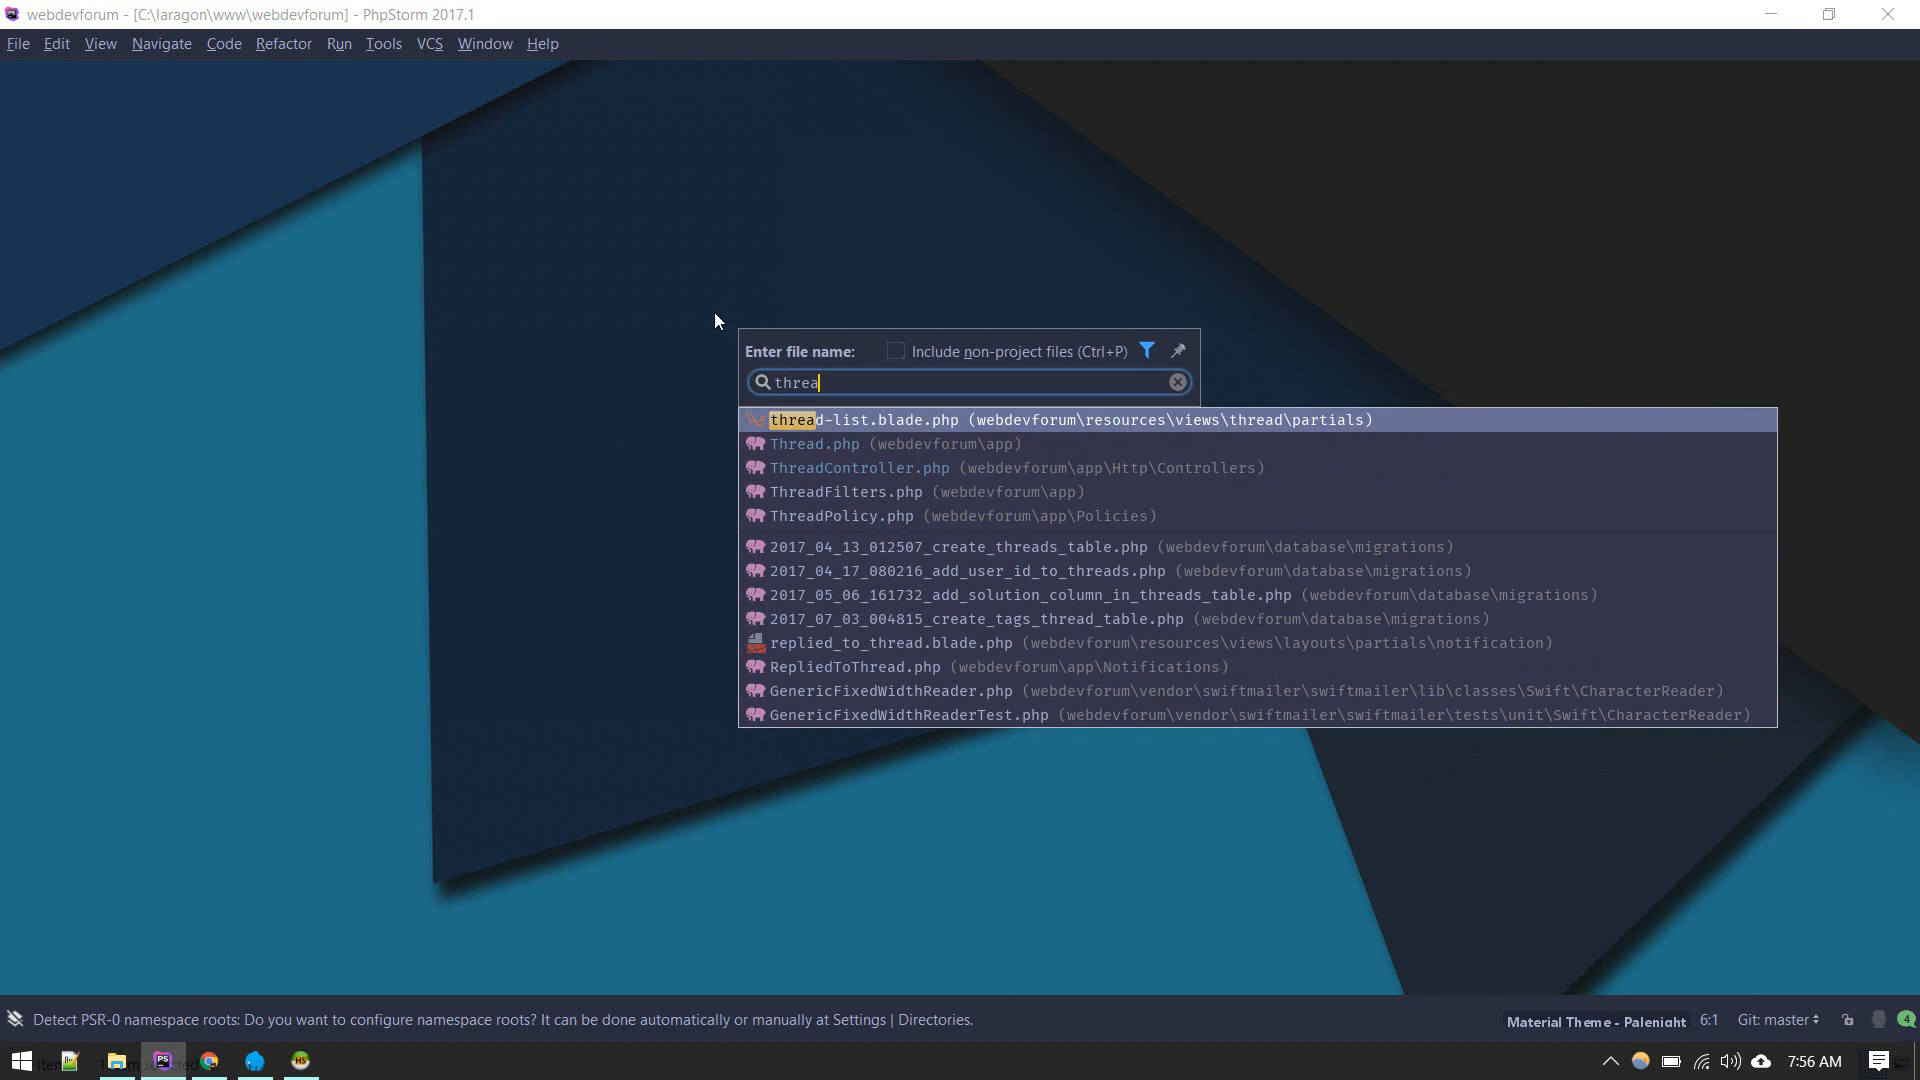 webdevforum - [C:\laragon\www\webdevforum] - PhpStorm 2017.1
File Edit View Navigate Code Refactor Run Tools VCS Window Help
Enter file name: Include non-project files (Ctrl+P)
threa
thread-list.blade.php (webdevforum\resources\views\thread\partials)
Thread.php (webdevforum\app)
ThreadController.php (webdevforum\app\Http\Controllers)
ThreadFilters.php (webdevforum\app)
ThreadPolicy.php (webdevforum\app\Policies)
2017_04_13_012507_create_threads_table.php (webdevforum\database\migrations)
2017_04_17_080216_add_user_id_to_threads.php (webdevforum\database\migrations)
2017_05_06_161732_add_solution_column_in_threads_table.php (webdevforum\database\migrations)
2017_07_03_004815_create_tags_thread_table.php (webdevforum\database\migrations)
replied_to_thread.blade.php (webdevforum\resources\views\layouts\partials\notification)
RepliedToThread.php (webdevforum\app\Notifications)
GenericFixedWidthReader.php (webdevforum\vendor\swiftmailer\swiftmailer\lib\classes\Swift\CharacterReader)
GenericFixedWidthReaderTest.php (webdevforum\vendor\swiftmailer\swiftmailer\tests\unit\Swift\CharacterReader)
Detect PSR-0 namespace roots: Do you want to configure namespace roots? It can be done automatically or manually at Settings | Directories.
Material Theme - Palenight 6:1 Git: master 4
PS HS 7:56 AM